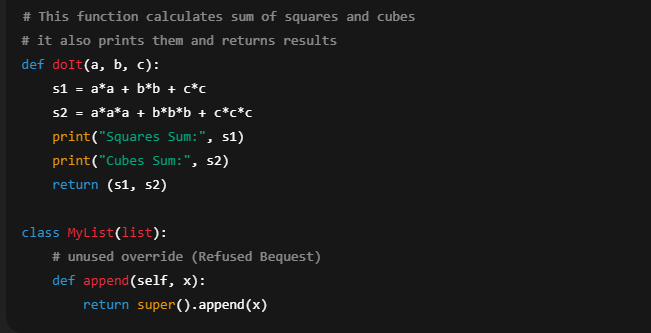 # This function calculates sum of squares and cubes
# it also prints them and returns results
def doIt(a, b, c):
    s1 = a*a + b*b + c*c
    s2 = a*a*a + b*b*b + c*c*c
    print("Squares Sum:", s1)
    print("Cubes Sum:", s2)
    return (s1, s2)

class MyList(list):
    # unused override (Refused Bequest)
    def append(self, x):
        return super().append(x)